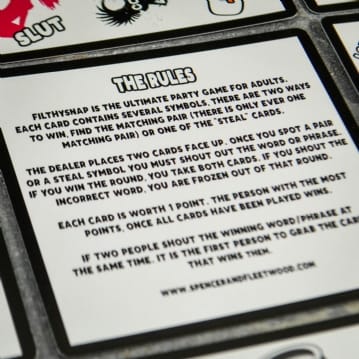 SLUT
THE RULES
FILTHYSNAP IS THE ULTIMATE PARTY GAME FOR ADULTS.
EACH CARD CONTAINS SEVERAL SYMBOLS. THERE ARE TWO WAYS
TO WIN. FIND THE MATCHING PAIR (THERE IS ONLY EVER ONE
MATCHING PAIR) OR ONE OF THE "STEAL" CARDS.
THE DEALER PLACES TWO CARDS FACE UP. ONCE YOU SPOT A PAIR
OR A STEAL SYMBOL YOU MUST SHOUT OUT THE WORD OR PHRASE.
IF YOU WIN THE ROUND, YOU TAKE BOTH CARDS. IF YOU SHOUT THE
INCORRECT WORD, YOU ARE FROZEN OUT OF THAT ROUND.
EACH CARD IS WORTH 1 POINT. THE PERSON WITH THE MOST
POINTS, ONCE ALL CARDS HAVE BEEN PLAYED WINS.
IF TWO PEOPLE SHOUT THE WINNING WORD/PHRASE AT
THE SAME TIME, IT IS THE FIRST PERSON TO GRAB THE CARD
THAT WINS THEM.
WWW.SPENCERANDFLEETWOOD.COM